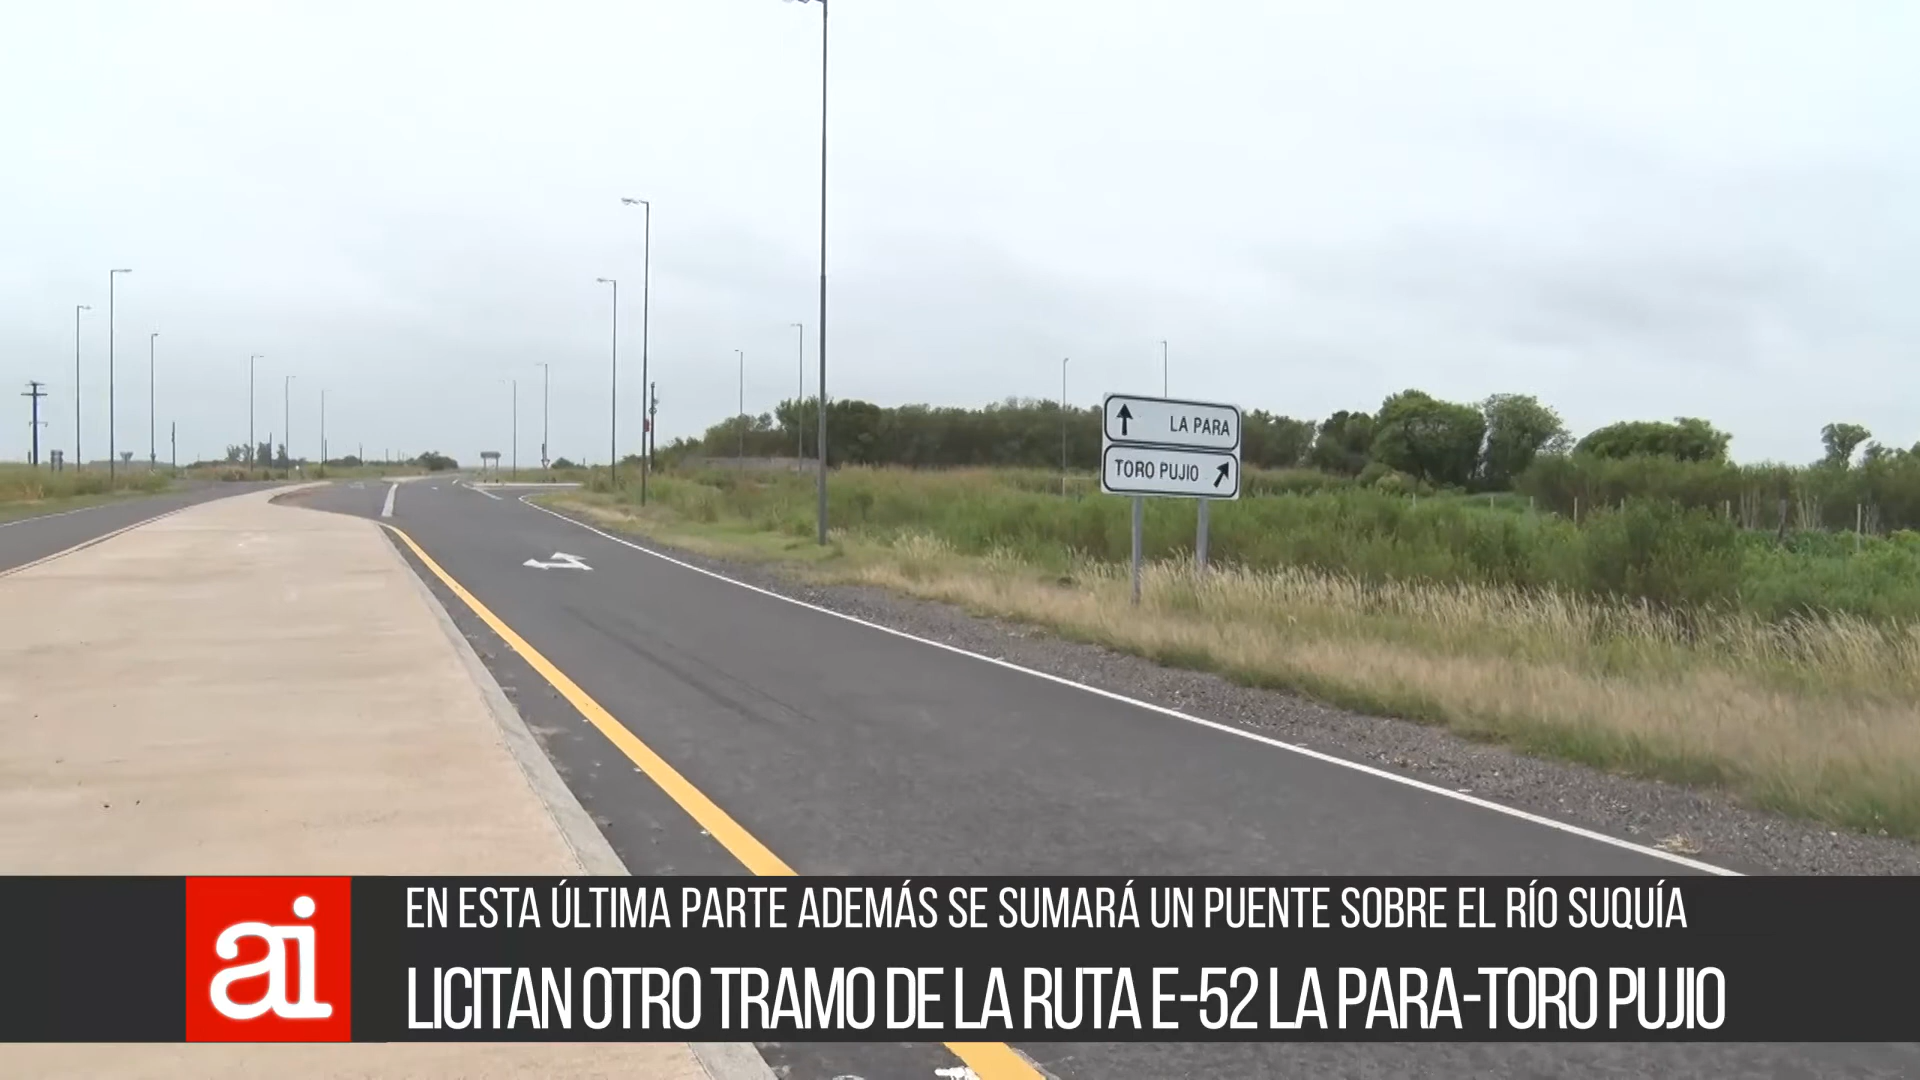 LA PARA
TORO PUJIO
EN ESTA ÚLTIMA PARTE ADEMÁS SE SUMARÁ UN PUENTE SOBRE EL RÍO SUQUÍA
ai
LICITAN OTRO TRAMO DE LA RUTA E-52 LA PARA-TORO PUJIO